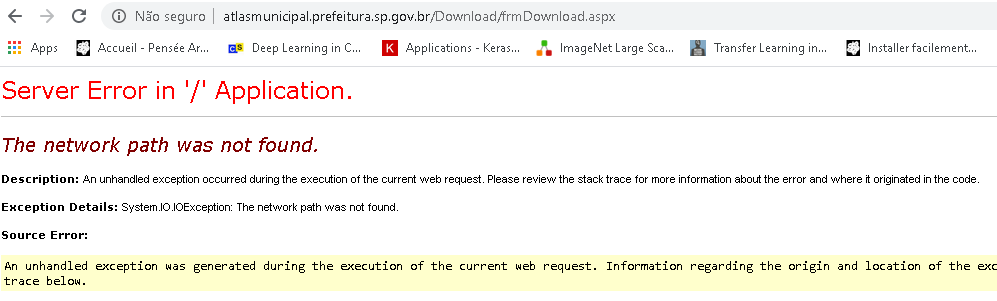 Não seguro | atlasmunicipal.prefeitura.sp.gov.br/Download/frmDownload.aspx
Apps Accueil - Pensée Ar... Deep Learning in C... Applications - Keras... ImageNet Large Sca... Transfer Learning in... Installer facilement...
Server Error in '/' Application.
The network path was not found.
Description: An unhandled exception occurred during the execution of the current web request. Please review the stack trace for more information about the error and where it originated in the code.
Exception Details: System.IO.IOException: The network path was not found.
Source Error:
An unhandled exception was generated during the execution of the current web request. Information regarding the origin and location of the exc
trace below.